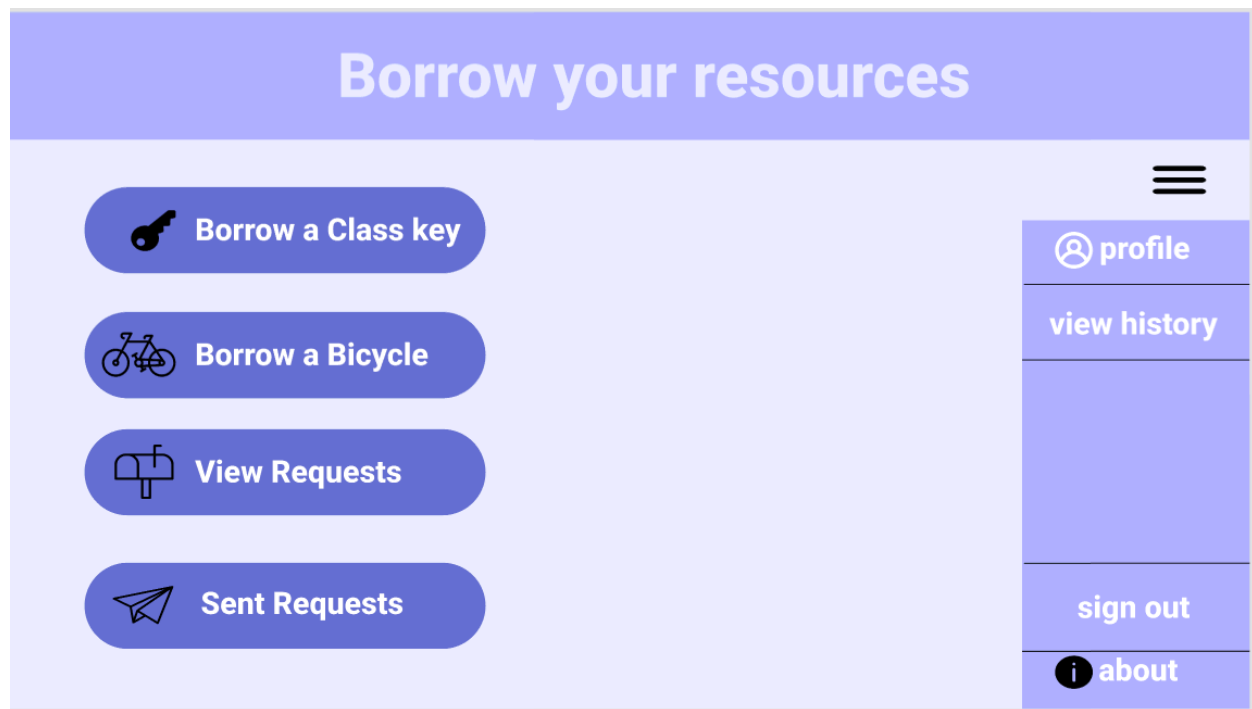 Borrow your resources
Borrow a Class key
Borrow a Bicycle
View Requests
Sent Requests
profile
view history
sign out
i about